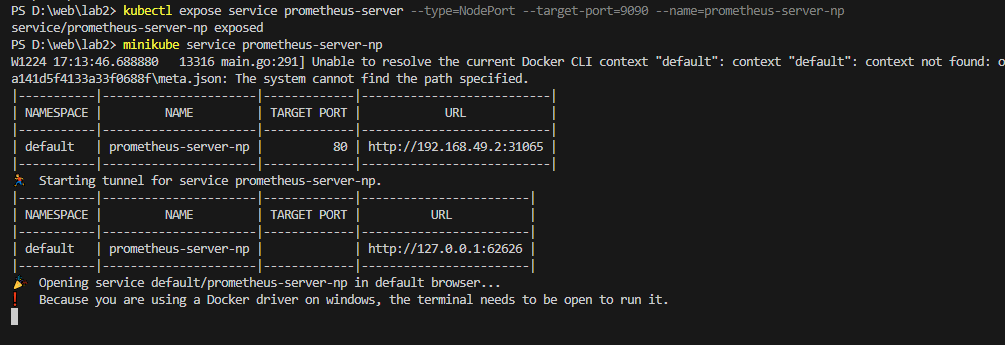 PS D:\web\lab2> kubectl expose service prometheus-server --type=NodePort --target-port=9090 --name=prometheus-server-np
service/prometheus-server-np exposed
PS D:\web\lab2> minikube service prometheus-server-np
W1224 17:13:46.688880   13316 main.go:291] Unable to resolve the current Docker CLI context "default": context "default": context not found: o
a141d5f4133a33f0688f\meta.json: The system cannot find the path specified.
|-----------|----------------------|-------------|---------------------------|
| NAMESPACE |         NAME         | TARGET PORT |            URL            |
|-----------|----------------------|-------------|---------------------------|
| default   | prometheus-server-np |          80 | http://192.168.49.2:31065 |
|-----------|----------------------|-------------|---------------------------|
🏃  Starting tunnel for service prometheus-server-np.
|-----------|----------------------|-------------|------------------------|
| NAMESPACE |         NAME         | TARGET PORT |          URL           |
|-----------|----------------------|-------------|------------------------|
| default   | prometheus-server-np |             | http://127.0.0.1:62626 |
|-----------|----------------------|-------------|------------------------|
🎉  Opening service default/prometheus-server-np in default browser...
❗  Because you are using a Docker driver on windows, the terminal needs to be open to run it.